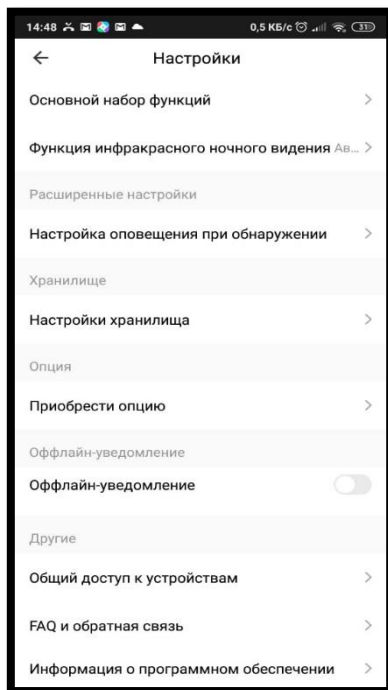 14:48 0,5 КБ/с 31
Настройки
Основной набор функций
Функция инфракрасного ночного видения Ав...
Расширенные настройки
Настройка оповещения при обнаружении
Хранилище
Настройки хранилища
Опция
Приобрести опцию
Оффлайн-уведомление
Оффлайн-уведомление
Другие
Общий доступ к устройствам
FAQ и обратная связь
Информация о программном обеспечении